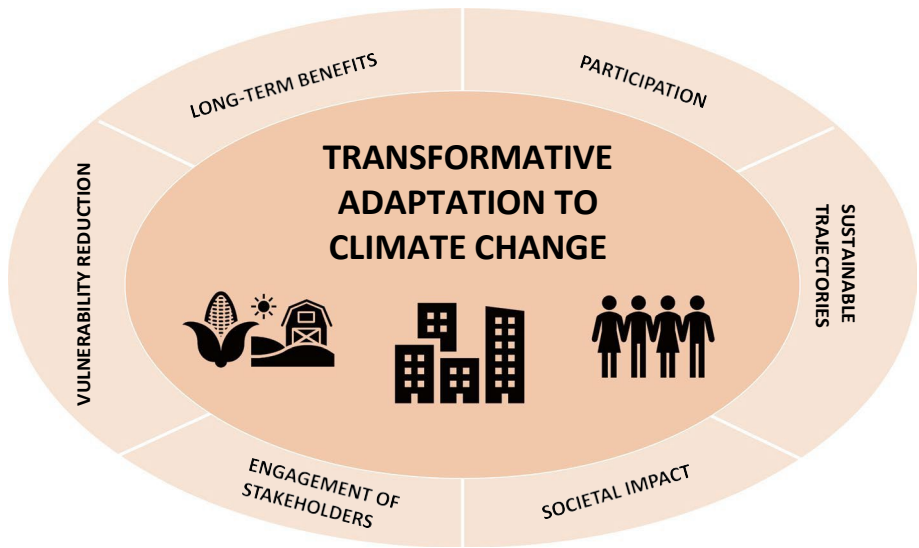 LONG-TERM BENEFITS
PARTICIPATION
TRANSFORMATIVE
ADAPTATION TO
CLIMATE CHANGE
VULNERABILITY REDUCTION
SUSTAINABLE
TRAJECTORIES
ENGAGEMENT OF
STAKEHOLDERS
SOCIETAL IMPACT